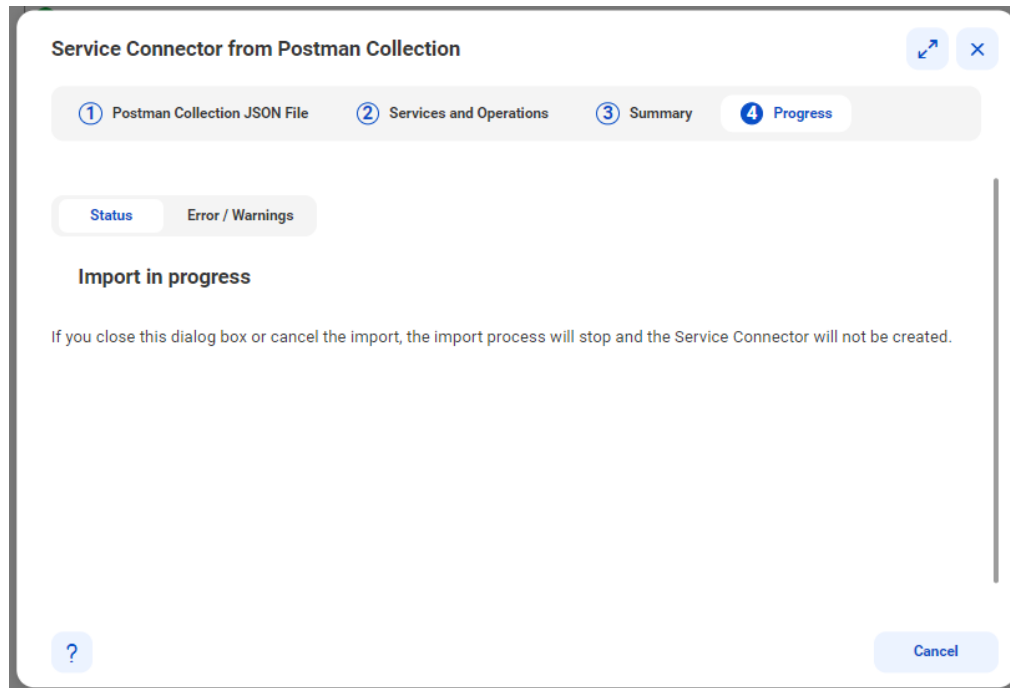 Service Connector from Postman Collection
1 Postman Collection JSON File 2 Services and Operations 3 Summary 4 Progress
Status Error / Warnings
Import in progress
If you close this dialog box or cancel the import, the import process will stop and the Service Connector will not be created.
? Cancel